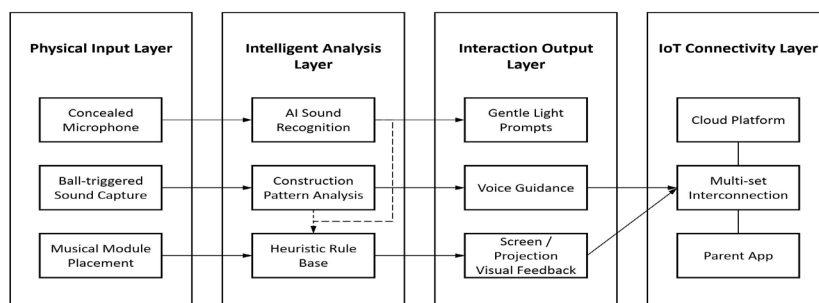 Physical Input Layer
Concealed
Microphone
Ball-triggered
Sound Capture
Musical Module
Placement
Intelligent Analysis
Layer
AI Sound
Recognition
Construction
Pattern Analysis
Heuristic Rule
Base
Interaction Output
Layer
Gentle Light
Prompts
Voice Guidance
Screen /
Projection
Visual Feedback
IoT Connectivity Layer
Cloud Platform
Multi-set
Interconnection
Parent App